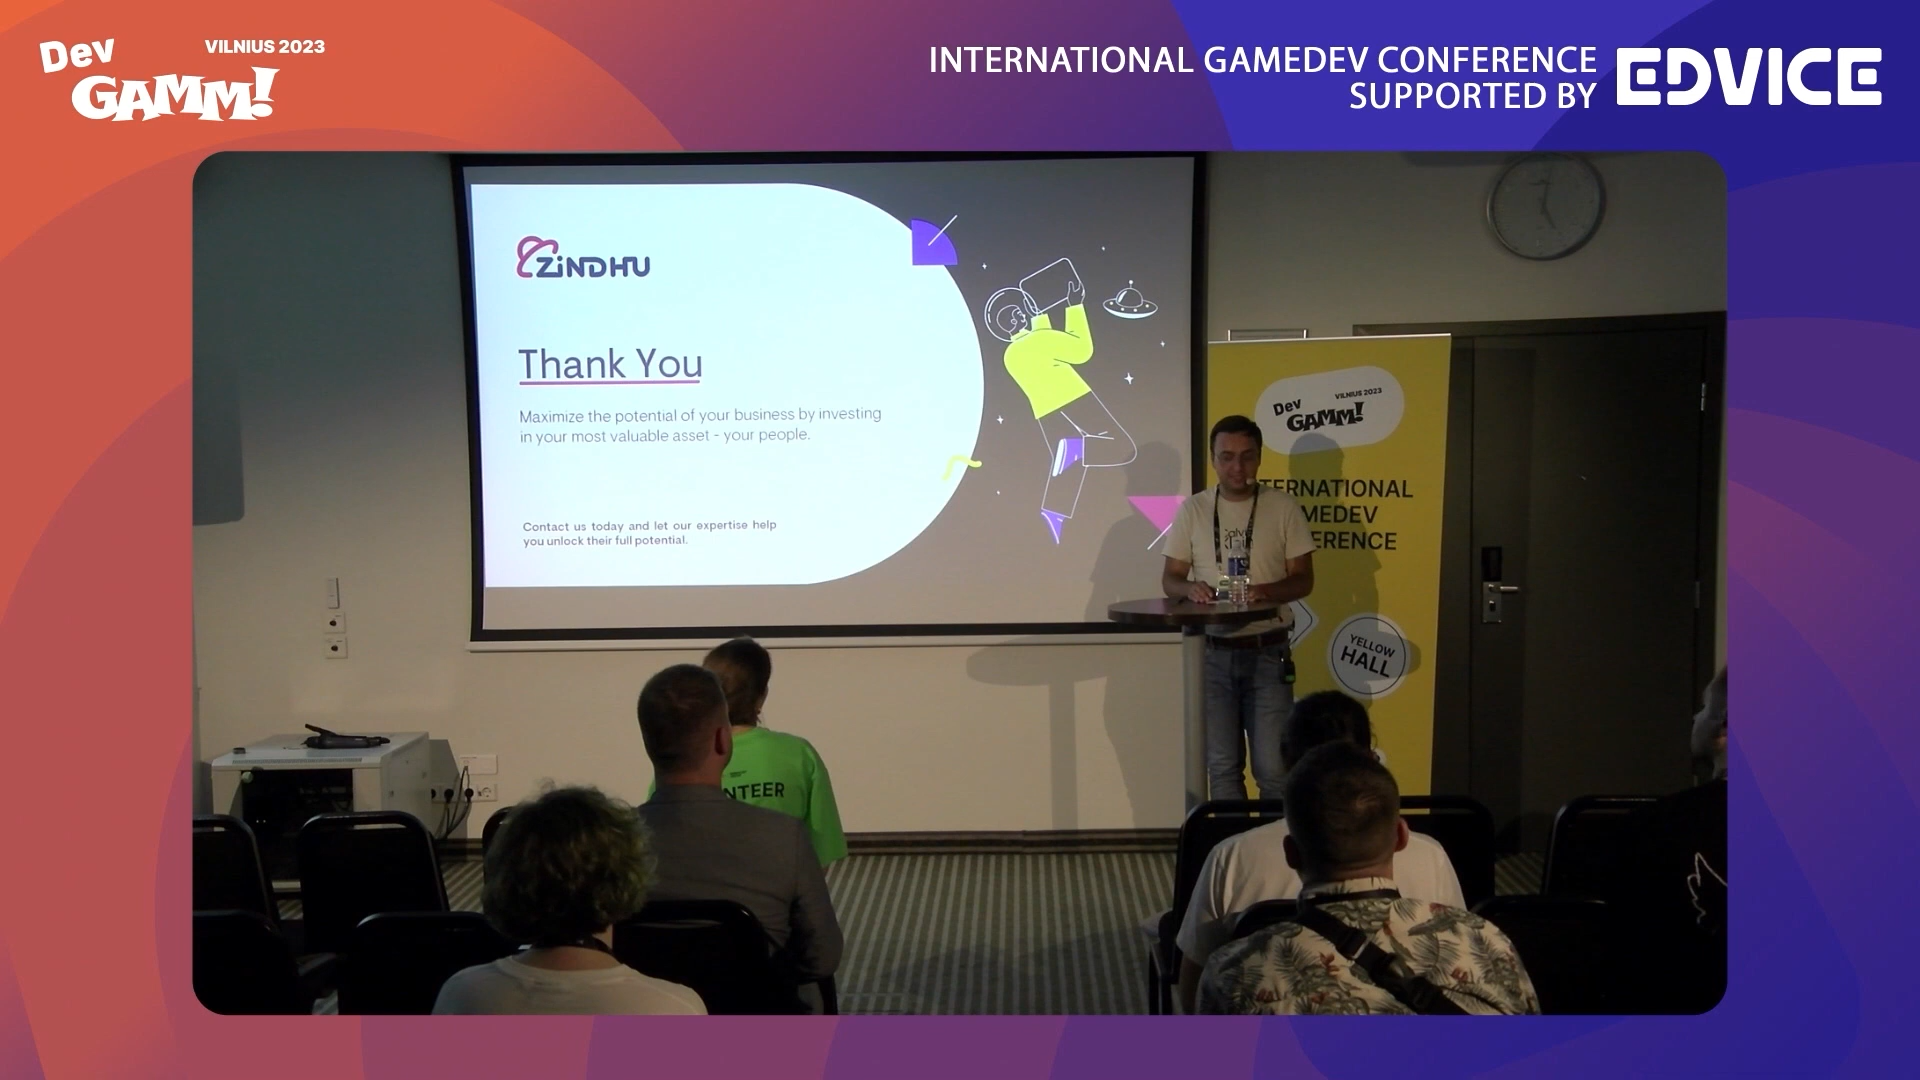 Dev
GAMM!
VILNIUS 2023
INTERNATIONAL GAMEDEV CONFERENCE
SUPPORTED BY
EDVICE
ZINDHU
Thank You
Maximize the potential of your business by investing
in your most valuable asset - your people.
Contact us today and let our expertise help
you unlock their full potential.
VILNIUS 2023
Dev
GAMM!
TERNATIONAL
MEDEV
ERENCE
YELLOW
HALL
NTEER